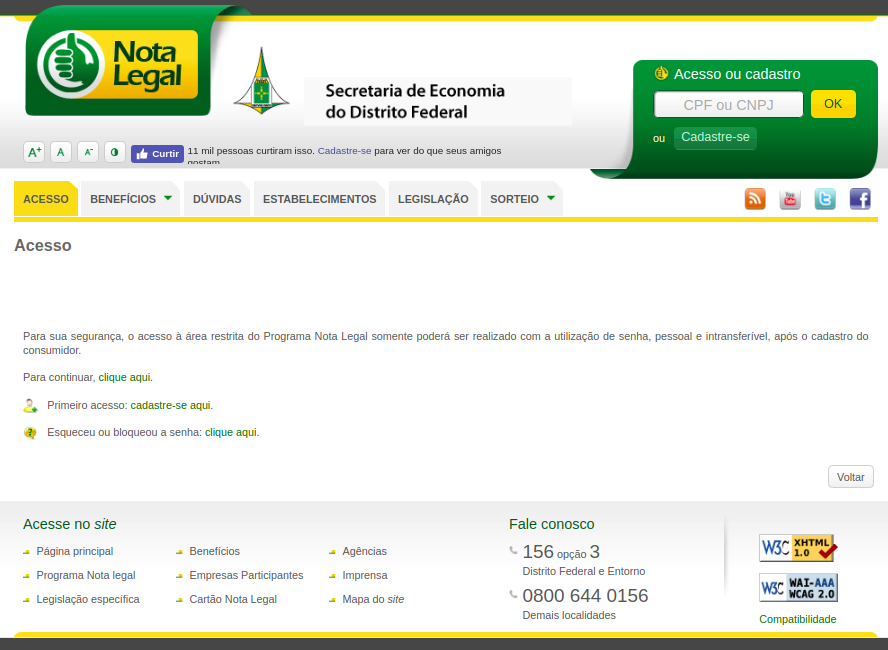 Nota
Legal
Secretaria de Economia
do Distrito Federal
Acesso ou cadastro
CPF ou CNPJ
OK
ou
Cadastre-se
A+
A
A-
Curtir
11 mil pessoas curtiram isso. Cadastre-se para ver do que seus amigos
gostam.
ACESSO
BENEFÍCIOS
DÚVIDAS
ESTABELECIMENTOS
LEGISLAÇÃO
SORTEIO
You
Tube
Acesso
Para sua segurança, o acesso à área restrita do Programa Nota Legal somente poderá ser realizado com a utilização de senha, pessoal e intransferível, após o cadastro do
consumidor.
Para continuar, clique aqui.
Primeiro acesso: cadastre-se aqui.
Esqueceu ou bloqueou a senha: clique aqui.
Voltar
Acesse no site
Página principal
Programa Nota legal
Legislação específica
Benefícios
Empresas Participantes
Cartão Nota Legal
Agências
Imprensa
Mapa do site
Fale conosco
156 opção 3
Distrito Federal e Entorno
0800 644 0156
Demais localidades
W3C XHTML
1.0
W3C WAI-AAA
WCAG 2.0
Compatibilidade